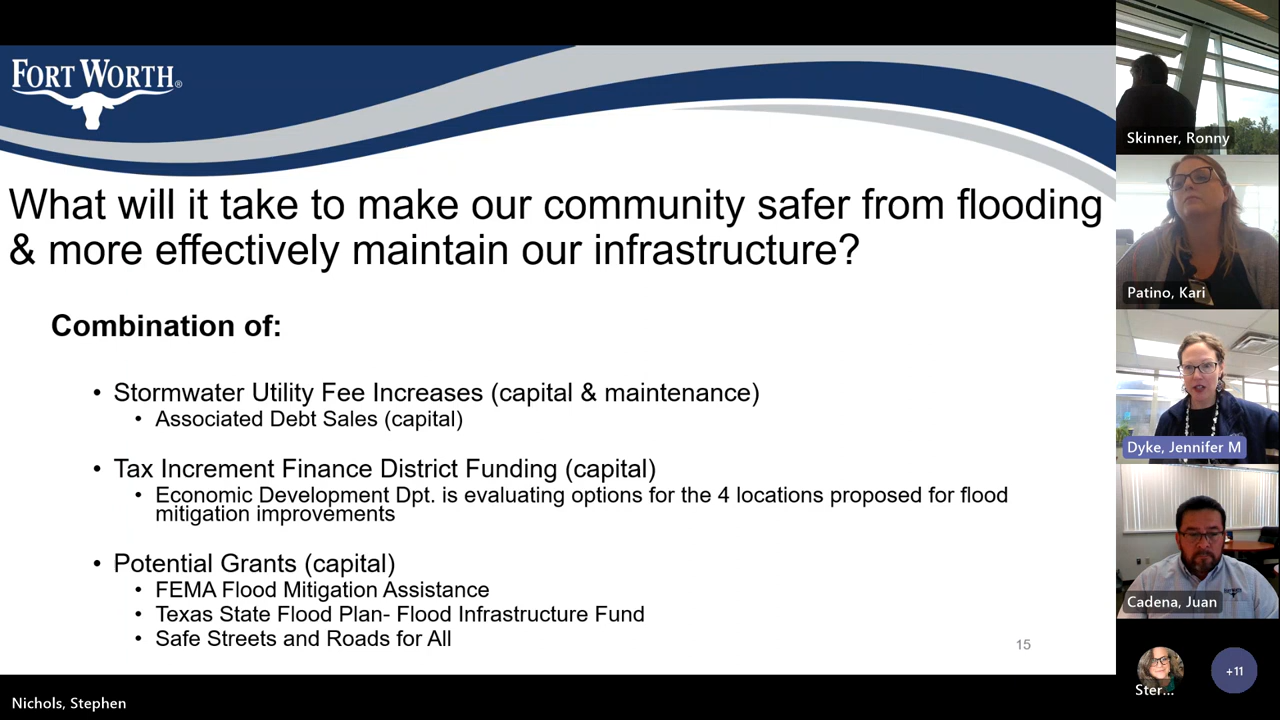 FORT WORTH®
What will it take to make our community safer from flooding
& more effectively maintain our infrastructure?
Combination of:
• Stormwater Utility Fee Increases (capital & maintenance)
• Associated Debt Sales (capital)
• Tax Increment Finance District Funding (capital)
• Economic Development Dpt. is evaluating options for the 4 locations proposed for flood
mitigation improvements
• Potential Grants (capital)
• FEMA Flood Mitigation Assistance
• Texas State Flood Plan- Flood Infrastructure Fund
• Safe Streets and Roads for All
15
Skinner, Ronny
Patino, Kari
Dyke, Jennifer M
Cadena, Juan
Ster...
+11
Nichols, Stephen